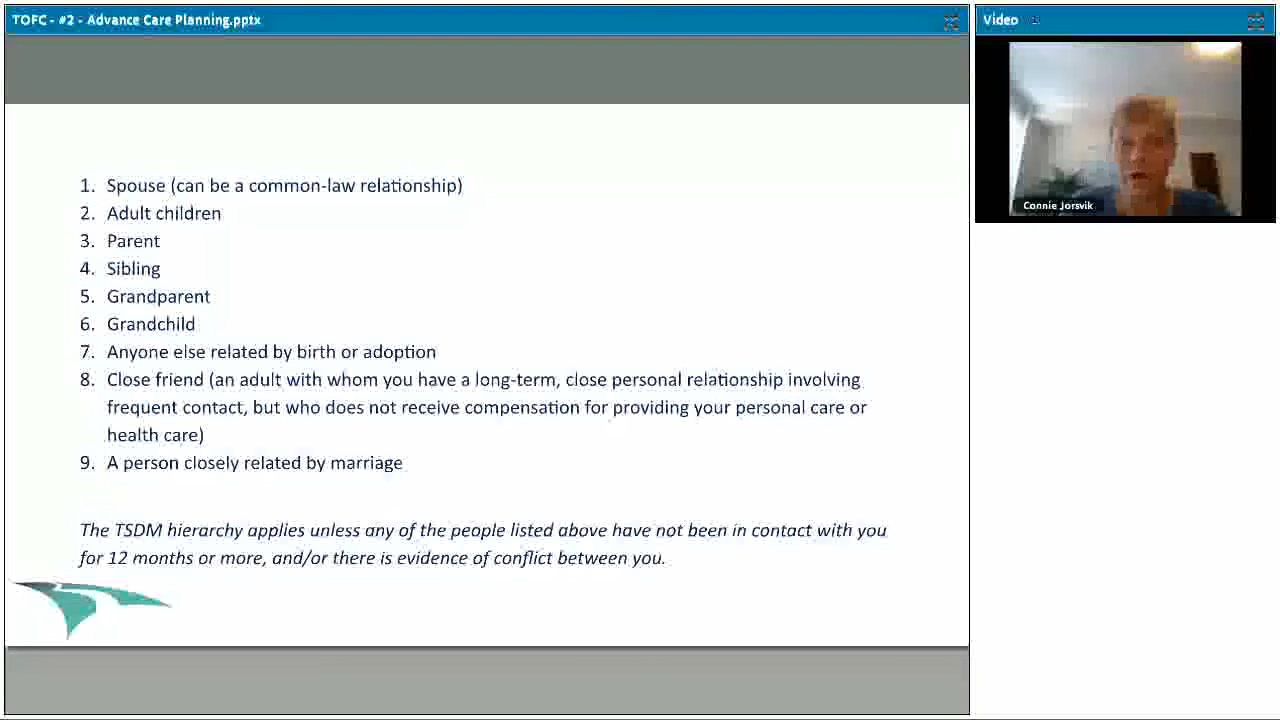 TOFC - #2 - Advance Care Planning.pptx
Video
1. Spouse (can be a common-law relationship)
2. Adult children
3. Parent
4. Sibling
5. Grandparent
6. Grandchild
7. Anyone else related by birth or adoption
8. Close friend (an adult with whom you have a long-term, close personal relationship involving
frequent contact, but who does not receive compensation for providing your personal care or
health care)
9. A person closely related by marriage
The TSDM hierarchy applies unless any of the people listed above have not been in contact with you
for 12 months or more, and/or there is evidence of conflict between you.
Connie Jorsvik